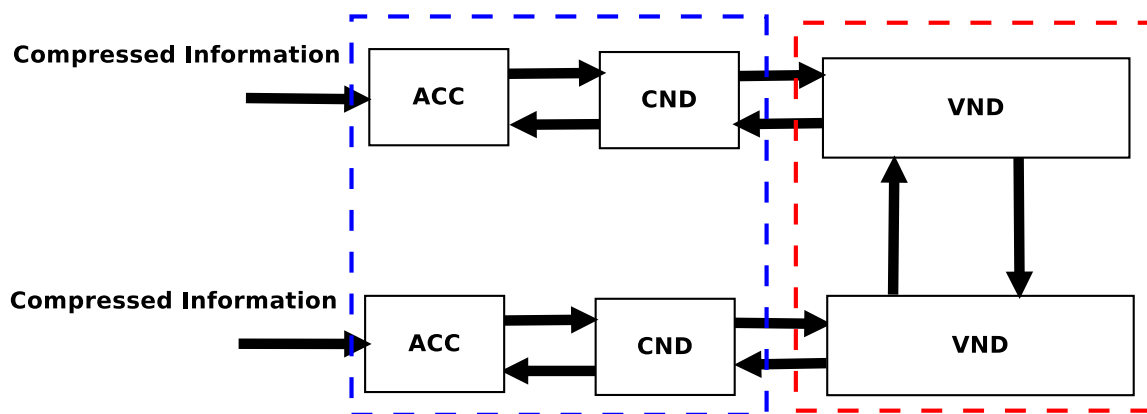 Compressed Information
ACC
CND
VND
Compressed Information
ACC
CND
VND